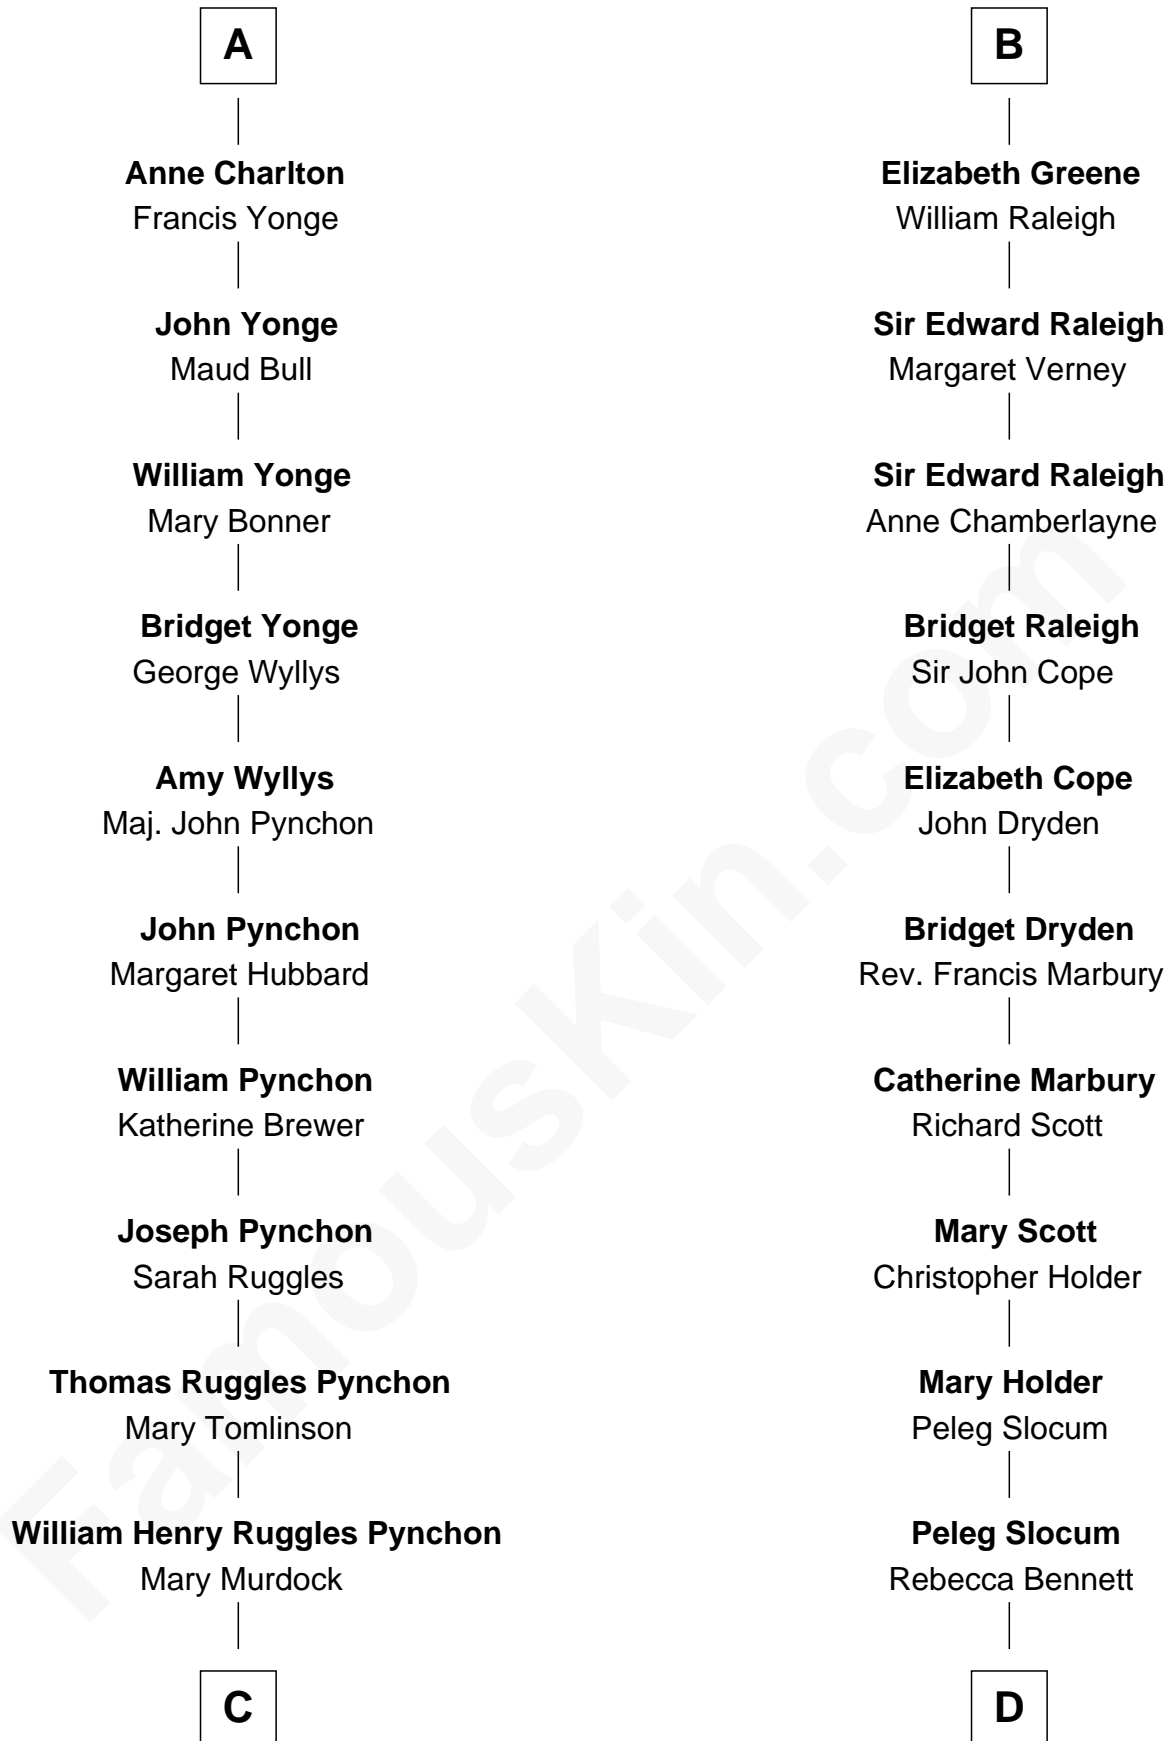 A
Anne Charlton
Francis Yonge
John Yonge
Maud Bull
William Yonge
Mary Bonner
Bridget Yonge
George Wyllys
Amy Wyllys
Maj. John Pynchon
John Pynchon
Margaret Hubbard
William Pynchon
Katherine Brewer
Joseph Pynchon
Sarah Ruggles
Thomas Ruggles Pynchon
Mary Tomlinson
William Henry Ruggles Pynchon
Mary Murdock
C
B
Elizabeth Greene
William Raleigh
Sir Edward Raleigh
Margaret Verney
Sir Edward Raleigh
Anne Chamberlayne
Bridget Raleigh
Sir John Cope
Elizabeth Cope
John Dryden
Bridget Dryden
Rev. Francis Marbury
Catherine Marbury
Richard Scott
Mary Scott
Christopher Holder
Mary Holder
Peleg Slocum
Peleg Slocum
Rebecca Bennett
D
FamousKin.com